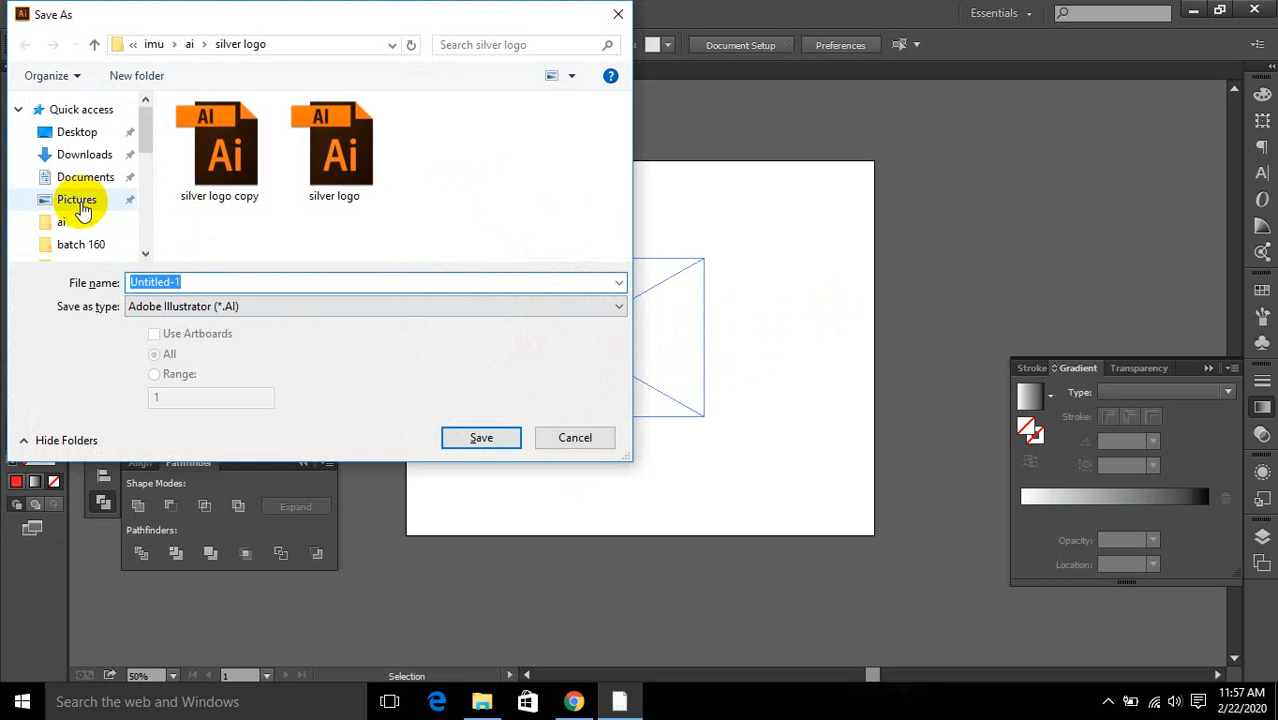 Ai Save As
Essentials
imu ai silver logo
Search silver logo
Document Setup
Preferences
Organize
New folder
Quick access
Desktop
Downloads
Documents
Pictures
ai
batch 160
AI
Ai
silver logo copy
AI
Ai
silver logo
File name:
Untitled-1
Save as type:
Adobe Illustrator (*.AI)
Use Artboards
All
Range:
1
Hide Folders
Save
Cancel
Align
Pathfinder
Shape Modes:
Expand
Pathfinders:
Stroke
Gradient
Transparency
Type:
Stroke:
Opacity:
Location:
50%
1
Selection
Search the web and Windows
11:57 AM
2/22/2020